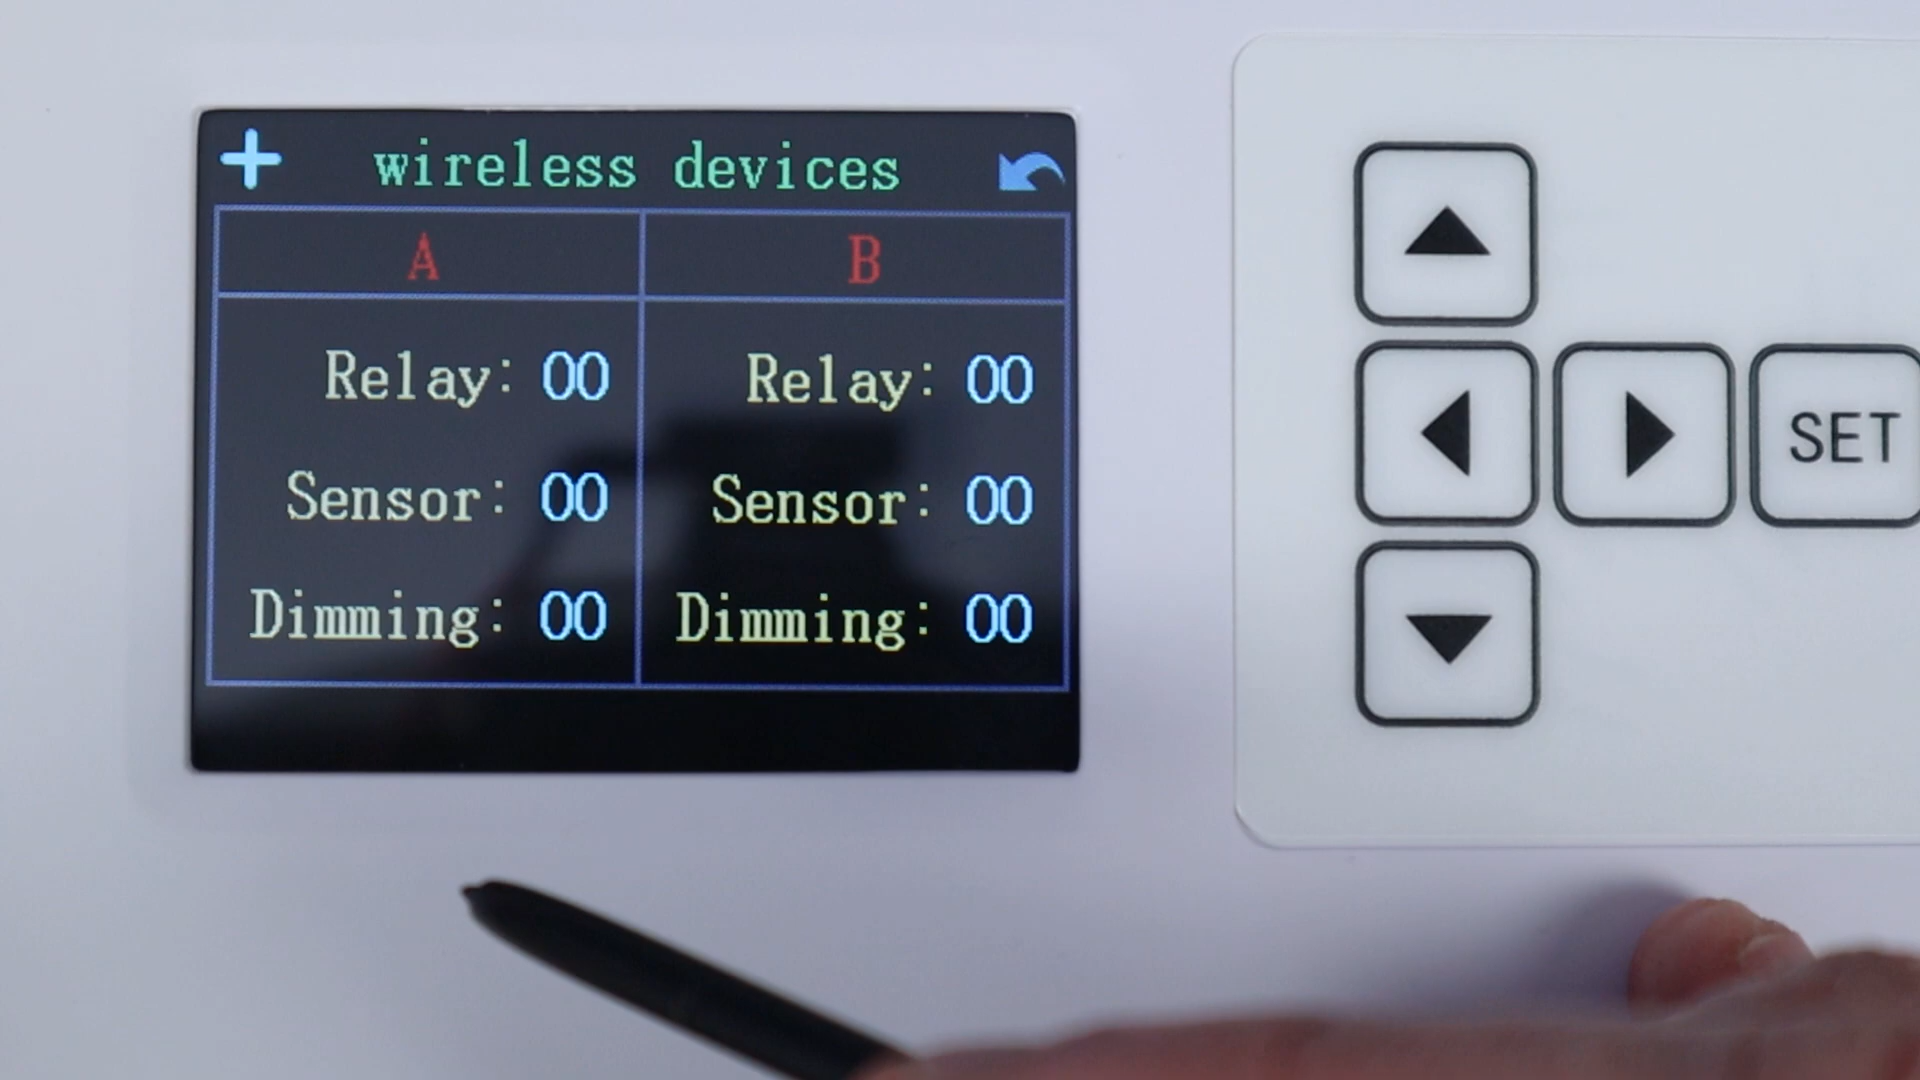 wireless devices
A B
Relay: 00 Relay: 00
Sensor: 00 Sensor: 00
Dimming: 00 Dimming: 00
SET